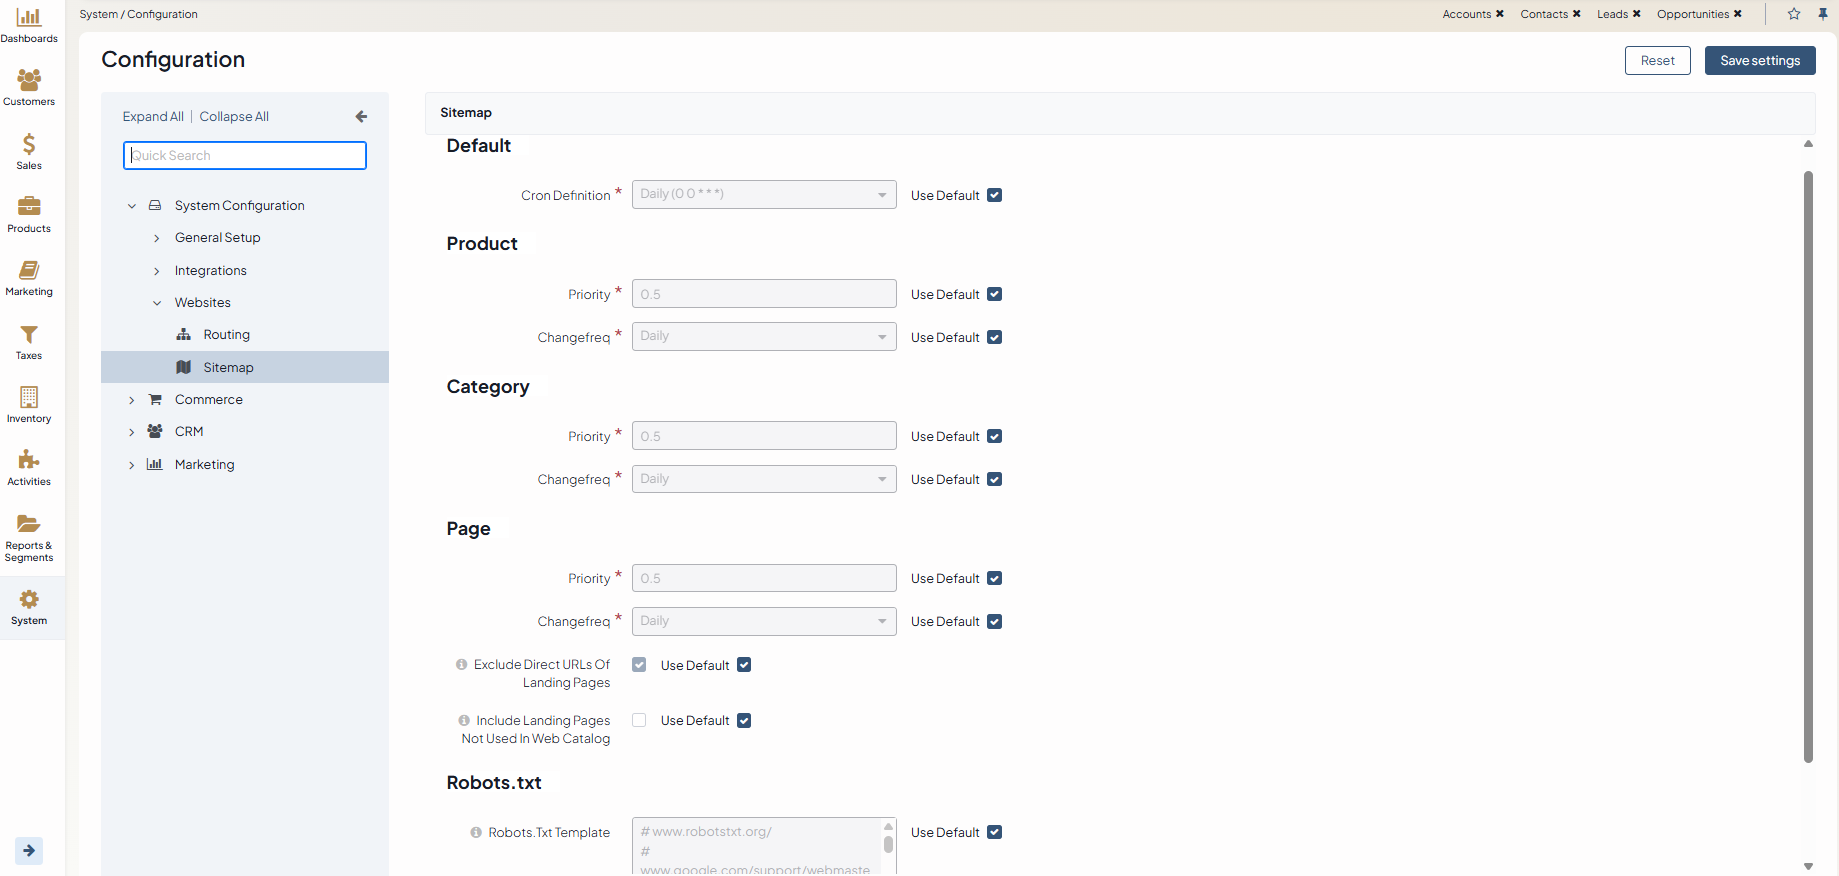 System / Configuration
Accounts ✖ Contacts ✖ Leads ✖ Opportunities ✖
Dashboards
Customers
Sales
Products
Marketing
Taxes
Inventory
Activities
Reports &
Segments
System
Configuration
Reset Save settings
Expand All | Collapse All
Quick Search
System Configuration
General Setup
Integrations
Websites
Routing
Sitemap
Commerce
CRM
Marketing
Sitemap
Default
Cron Definition * Daily (0 0 * * *) Use Default
Product
Priority * 0.5 Use Default
Changefreq * Daily Use Default
Category
Priority * 0.5 Use Default
Changefreq * Daily Use Default
Page
Priority * 0.5 Use Default
Changefreq * Daily Use Default
Exclude Direct URLs Of
Landing Pages
Use Default
Include Landing Pages
Not Used In Web Catalog
Use Default
Robots.txt
Robots.Txt Template
# www.robotstxt.org/
#
www.google.com/support/webmaste
Use Default